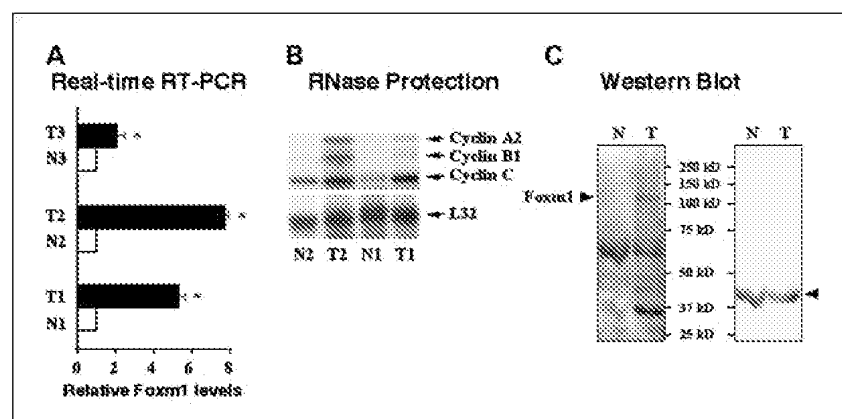 A
Real-time RT-PCR
T3
N3
T2
N2
T1
N1
*
*
*
0 2 4 6 8
Relative Foxm1 levels
B
RNase Protection
Cyclin A2
Cyclin B1
Cyclin C
L32
N2 T2 N1 T1
C
Western Blot
N T
N T
Foxm1
250 kD
150 kD
100 kD
75 kD
50 kD
37 kD
25 kD